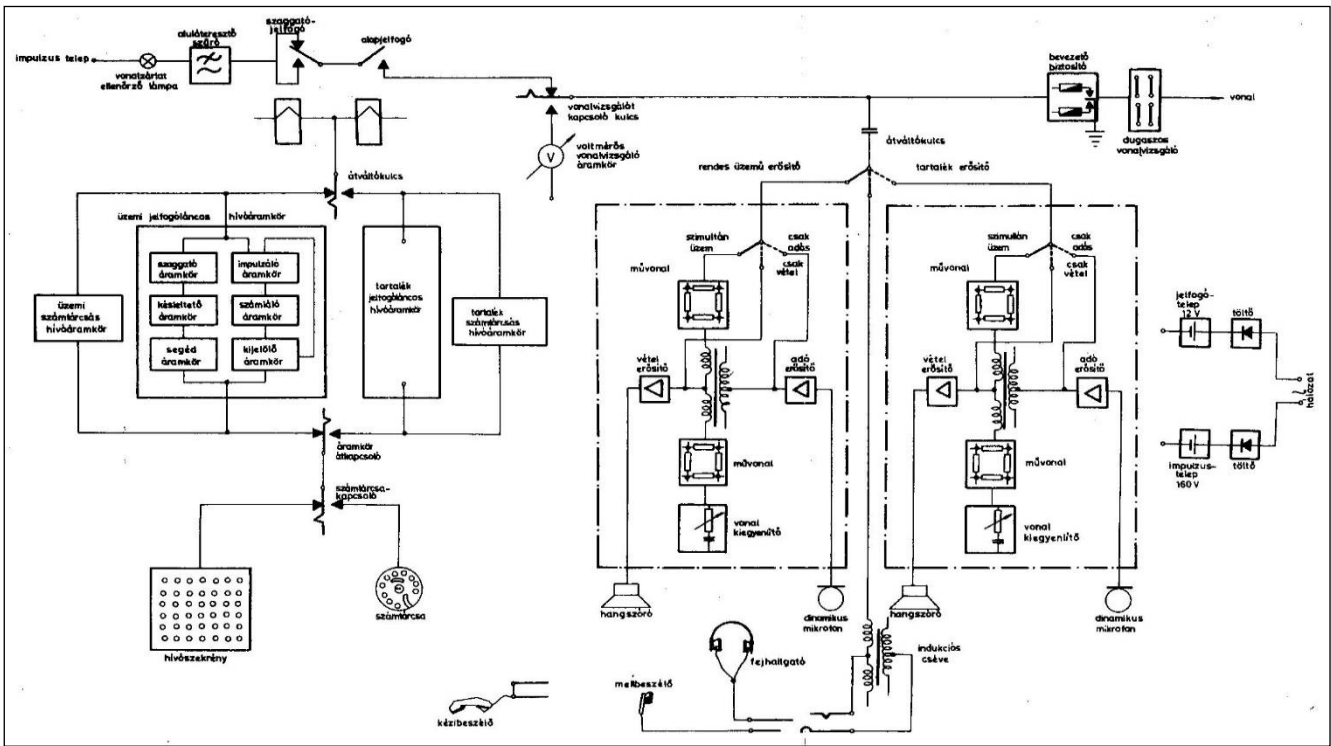 impulzus telep
vonalzárlat
ellenőrző lámpa
aluláteresztő
szűrő
szaggató-
jelfogó
alapjelfogó
vonalvizsgálót
kapcsoló kulcs
voltmérős
vonalvizsgáló
áramkör
V
bevezető
biztosító
dugaszos
vonalvizsgáló
vonal
átváltókulcs
rendes üzemű erősítő
tartalék erősítő
átváltókulcs
üzemi jelfogóláncos
hívóáramkör
szaggató
áramkör
impulzáló
áramkör
késleltető
áramkör
számláló
áramkör
segéd
áramkör
kijelölő
áramkör
üzemi
számtárcsás
hívóáramkör
tartalék
jelfogóláncos
hívóáramkör
tartalék
számtárcsás
hívóáramkör
áramkör
átkapcsoló
számtárcsa-
kapcsoló
hívószekrény
számtárcsa
szimultán
üzem
csak
adás
csak
vétel
művonal
vétel
erősítő
adó
erősítő
művonal
vonal
kiegyenlítő
hangszóró
dinamikus
mikrofon
szimultán
üzem
csak
adás
csak
vétel
művonal
vétel
erősítő
adó
erősítő
művonal
vonal
kiegyenlítő
hangszóró
dinamikus
mikrofon
jelfogó-
telep
12 V
töltő
hálózat
impulzus-
telep
160 V
töltő
indukciós
cséve
fejhallgató
mellbeszélő
kézibeszélő